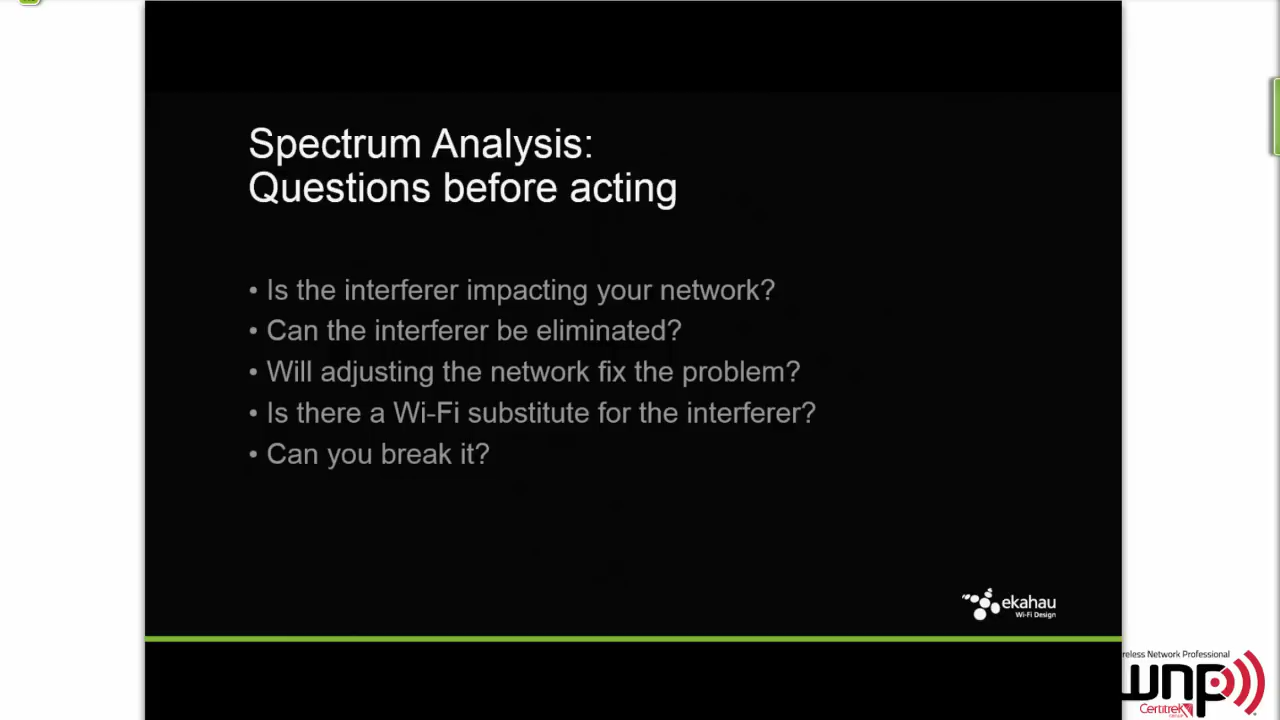 Spectrum Analysis:
Questions before acting
• Is the interferer impacting your network?
• Can the interferer be eliminated?
• Will adjusting the network fix the problem?
• Is there a Wi-Fi substitute for the interferer?
• Can you break it?
ekahau
Wi-Fi Design
reless Network Professional
wnp
Certitrek